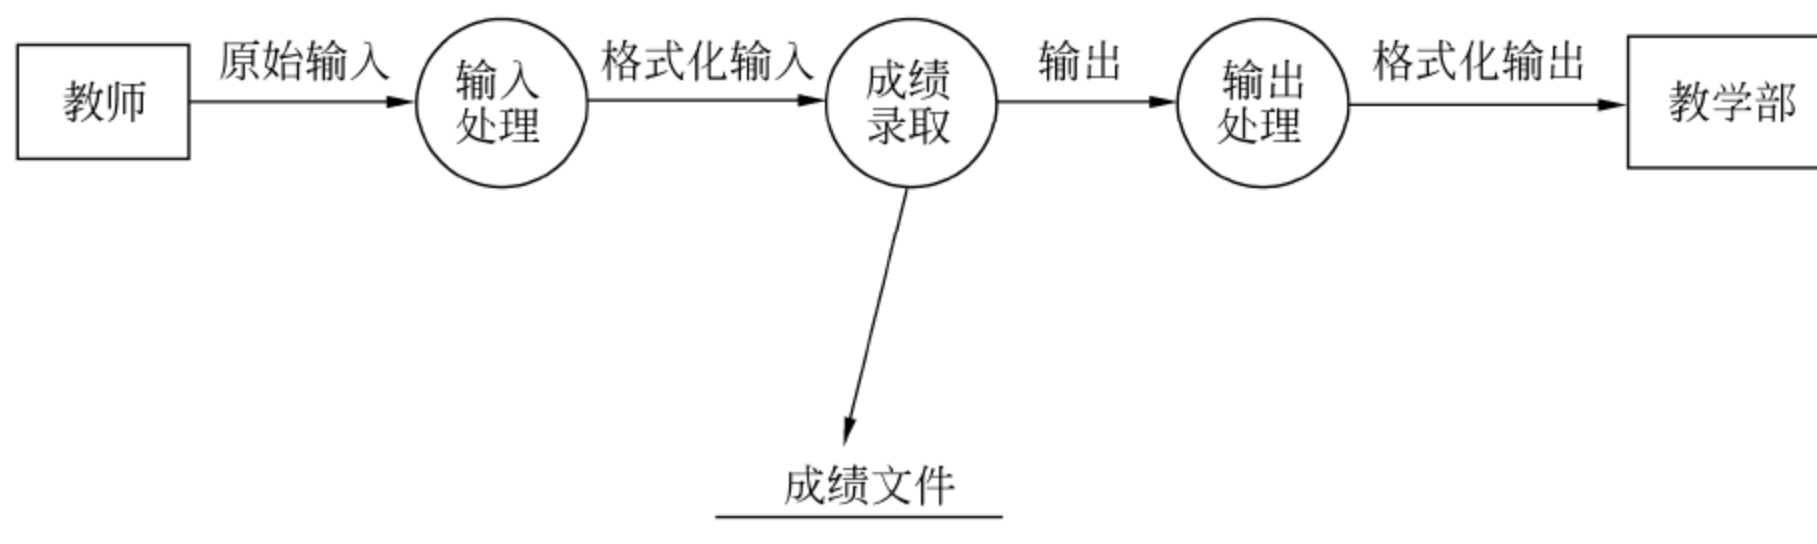 教师
原始输入
输入
处理
格式化输入
成绩
录取
输出
输出
处理
格式化输出
教学部
成绩文件